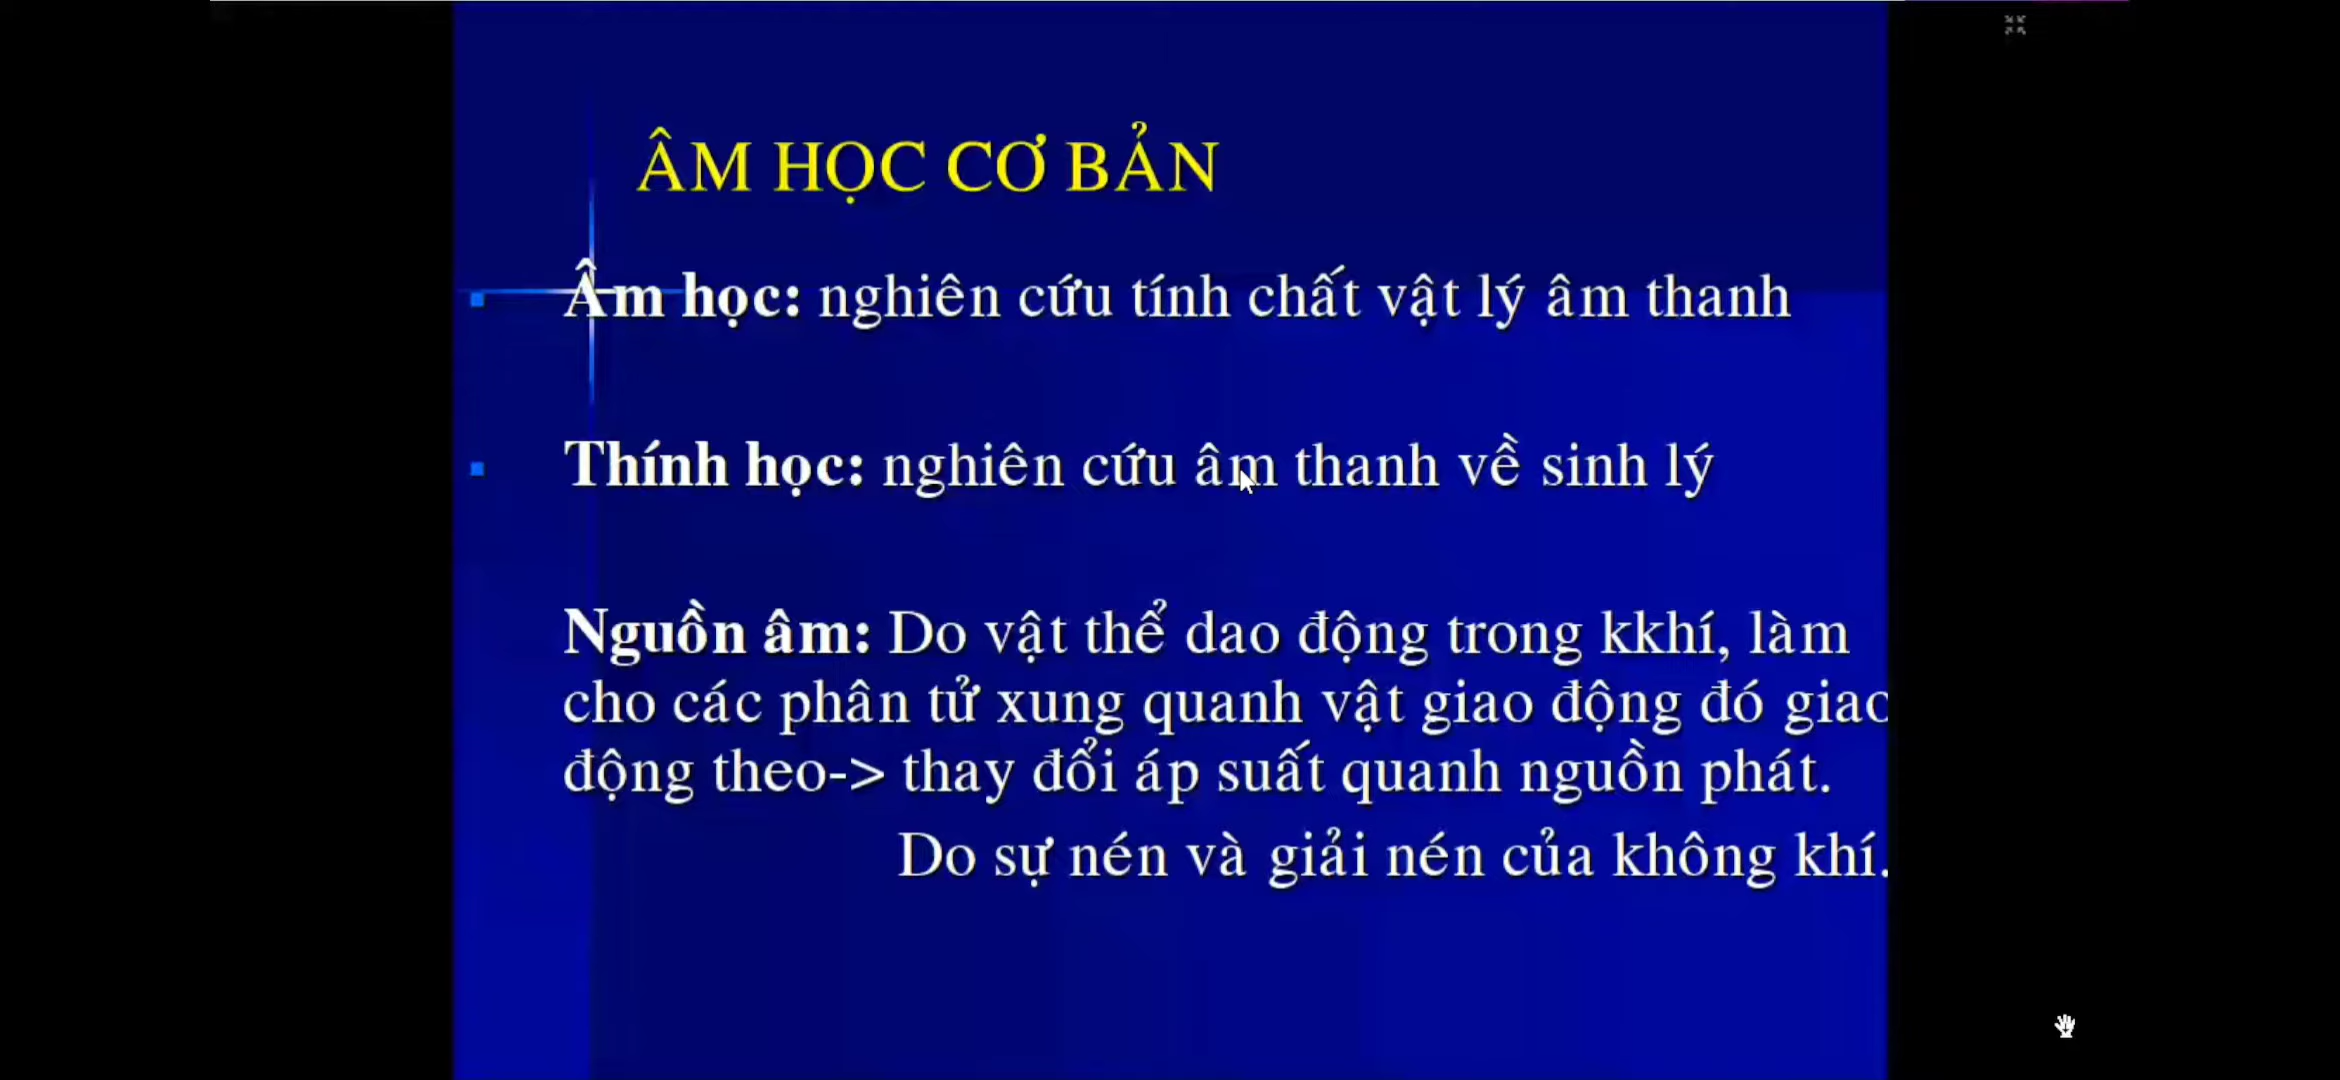 ÂM HỌC CƠ BẢN
Âm học: nghiên cứu tính chất vật lý âm thanh
Thính học: nghiên cứu âm thanh về sinh lý
Nguồn âm: Do vật thể dao động trong kkhí, làm
cho các phân tử xung quanh vật giao động đó giao
động theo-> thay đổi áp suất quanh nguồn phát.
Do sự nén và giải nén của không khí.